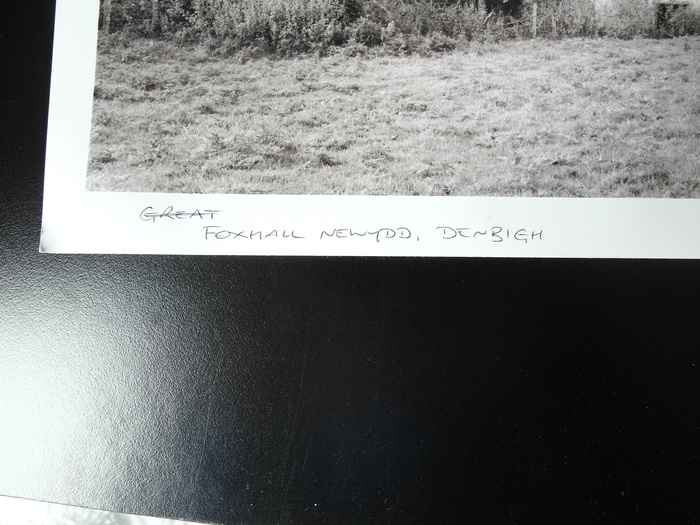 GREAT
FOXHALL NEWYDD, DENBIGH